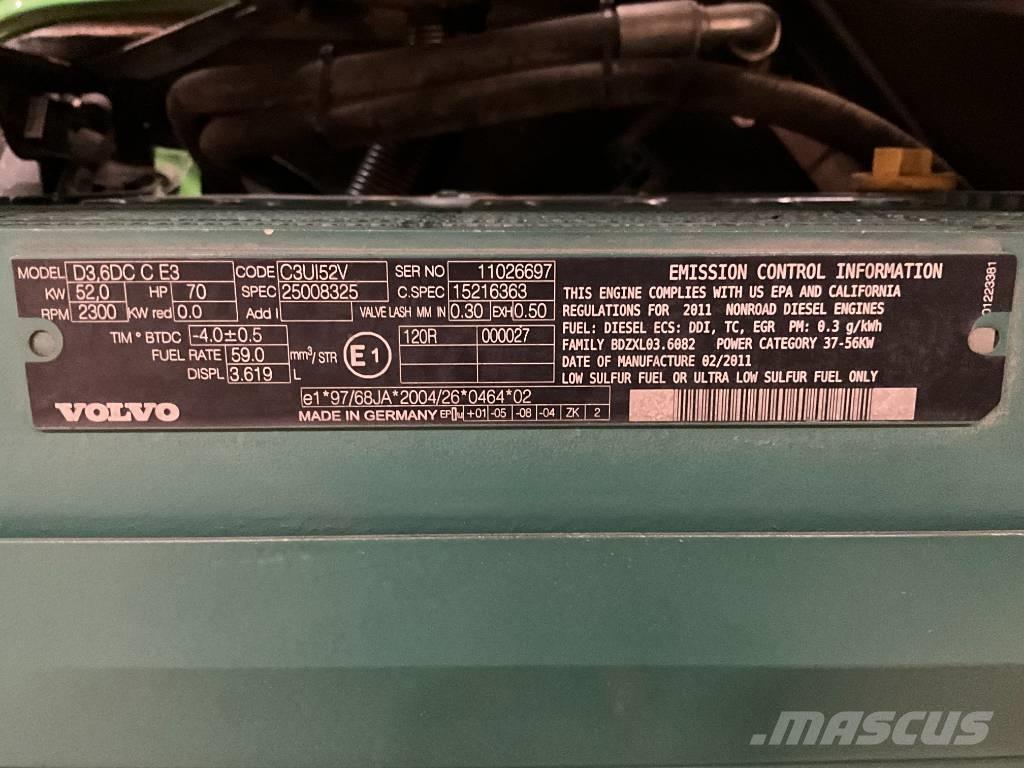 MODEL D3,6DC C E3 CODE C3UI52V SER NO 11026697
KW 52,0 HP 70 SPEC 25008325 C.SPEC 15216363
RPM 2300 KW red 0.0 Add I VALVE LASH MM IN 0.30 EXH 0.50
TIM ° BTDC -4.0±0.5 120R 000027
FUEL RATE 59.0 mm³/STR E1
DISPL 3.619 L
e1*97/68JA*2004/26*0464*02
VOLVO MADE IN GERMANY +01 -05 -08 -04 ZK 2
EMISSION CONTROL INFORMATION
THIS ENGINE COMPLIES WITH US EPA AND CALIFORNIA
REGULATIONS FOR 2011 NONROAD DIESEL ENGINES
FUEL: DIESEL ECS: DDI, TC, EGR PM: 0.3 g/kWh
FAMILY BDZXL03.6082 POWER CATEGORY 37-56KW
DATE OF MANUFACTURE 02/2011
LOW SULFUR FUEL OR ULTRA LOW SULFUR FUEL ONLY
01223381
MASCUS